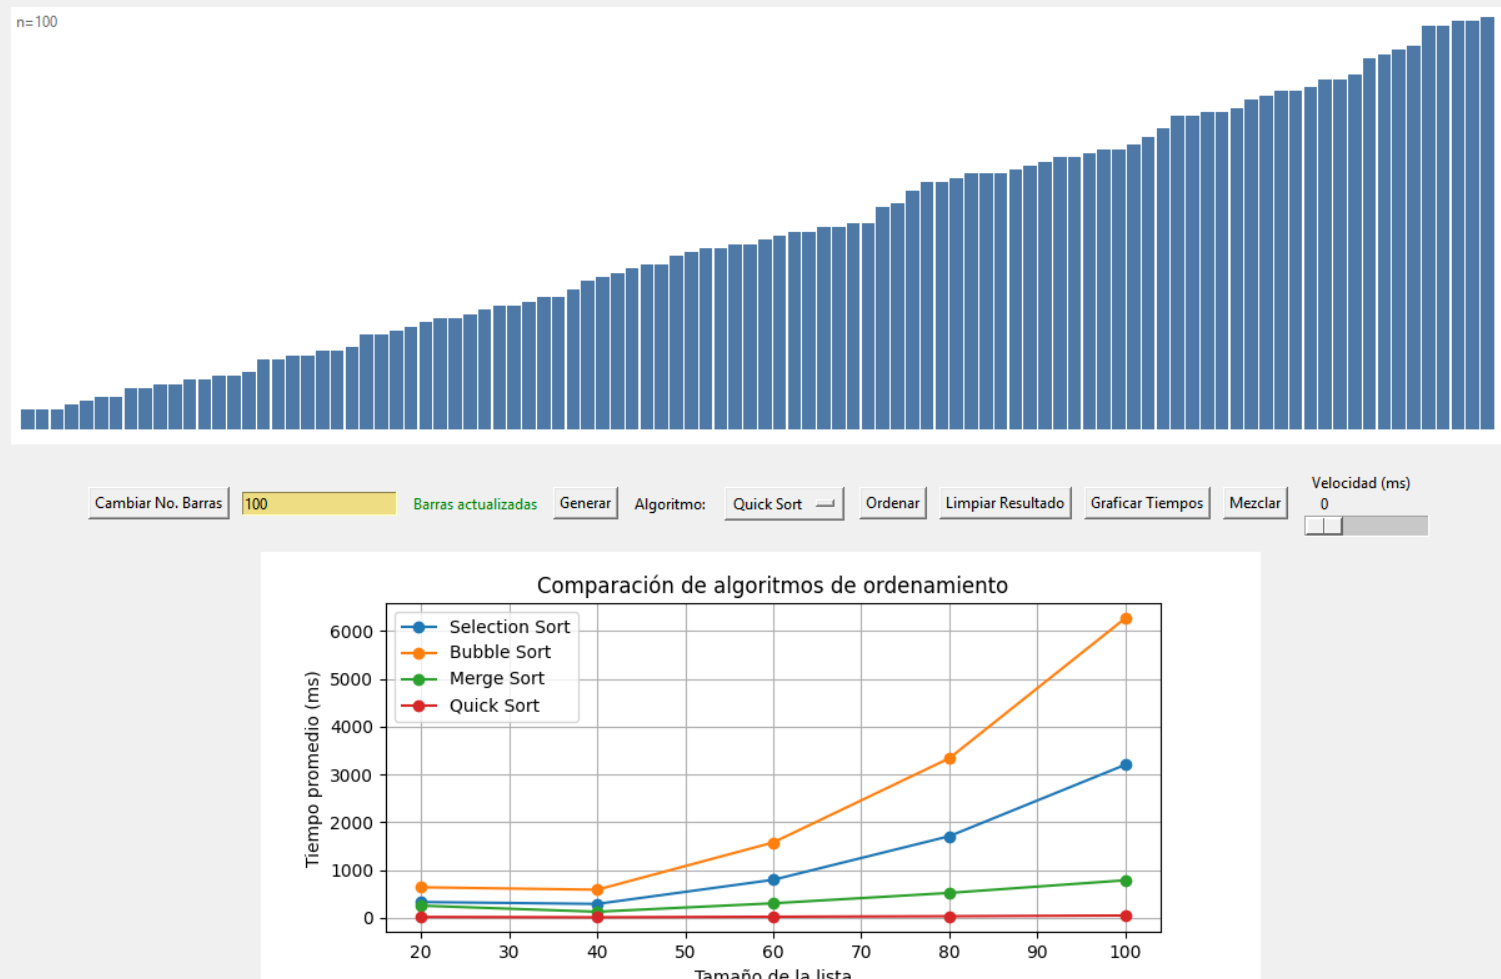 n=100
Velocidad (ms)
Cambiar No. Barras 100 Barras actualizadas Generar Algoritmo: Quick Sort Ordenar Limpiar Resultado Graficar Tiempos Mezclar 0
Comparación de algoritmos de ordenamiento
Selection Sort
Bubble Sort
Merge Sort
Quick Sort
Tiempo promedio (ms)
6000
5000
4000
3000
2000
1000
0
20 30 40 50 60 70 80 90 100
Tamaño de la lista